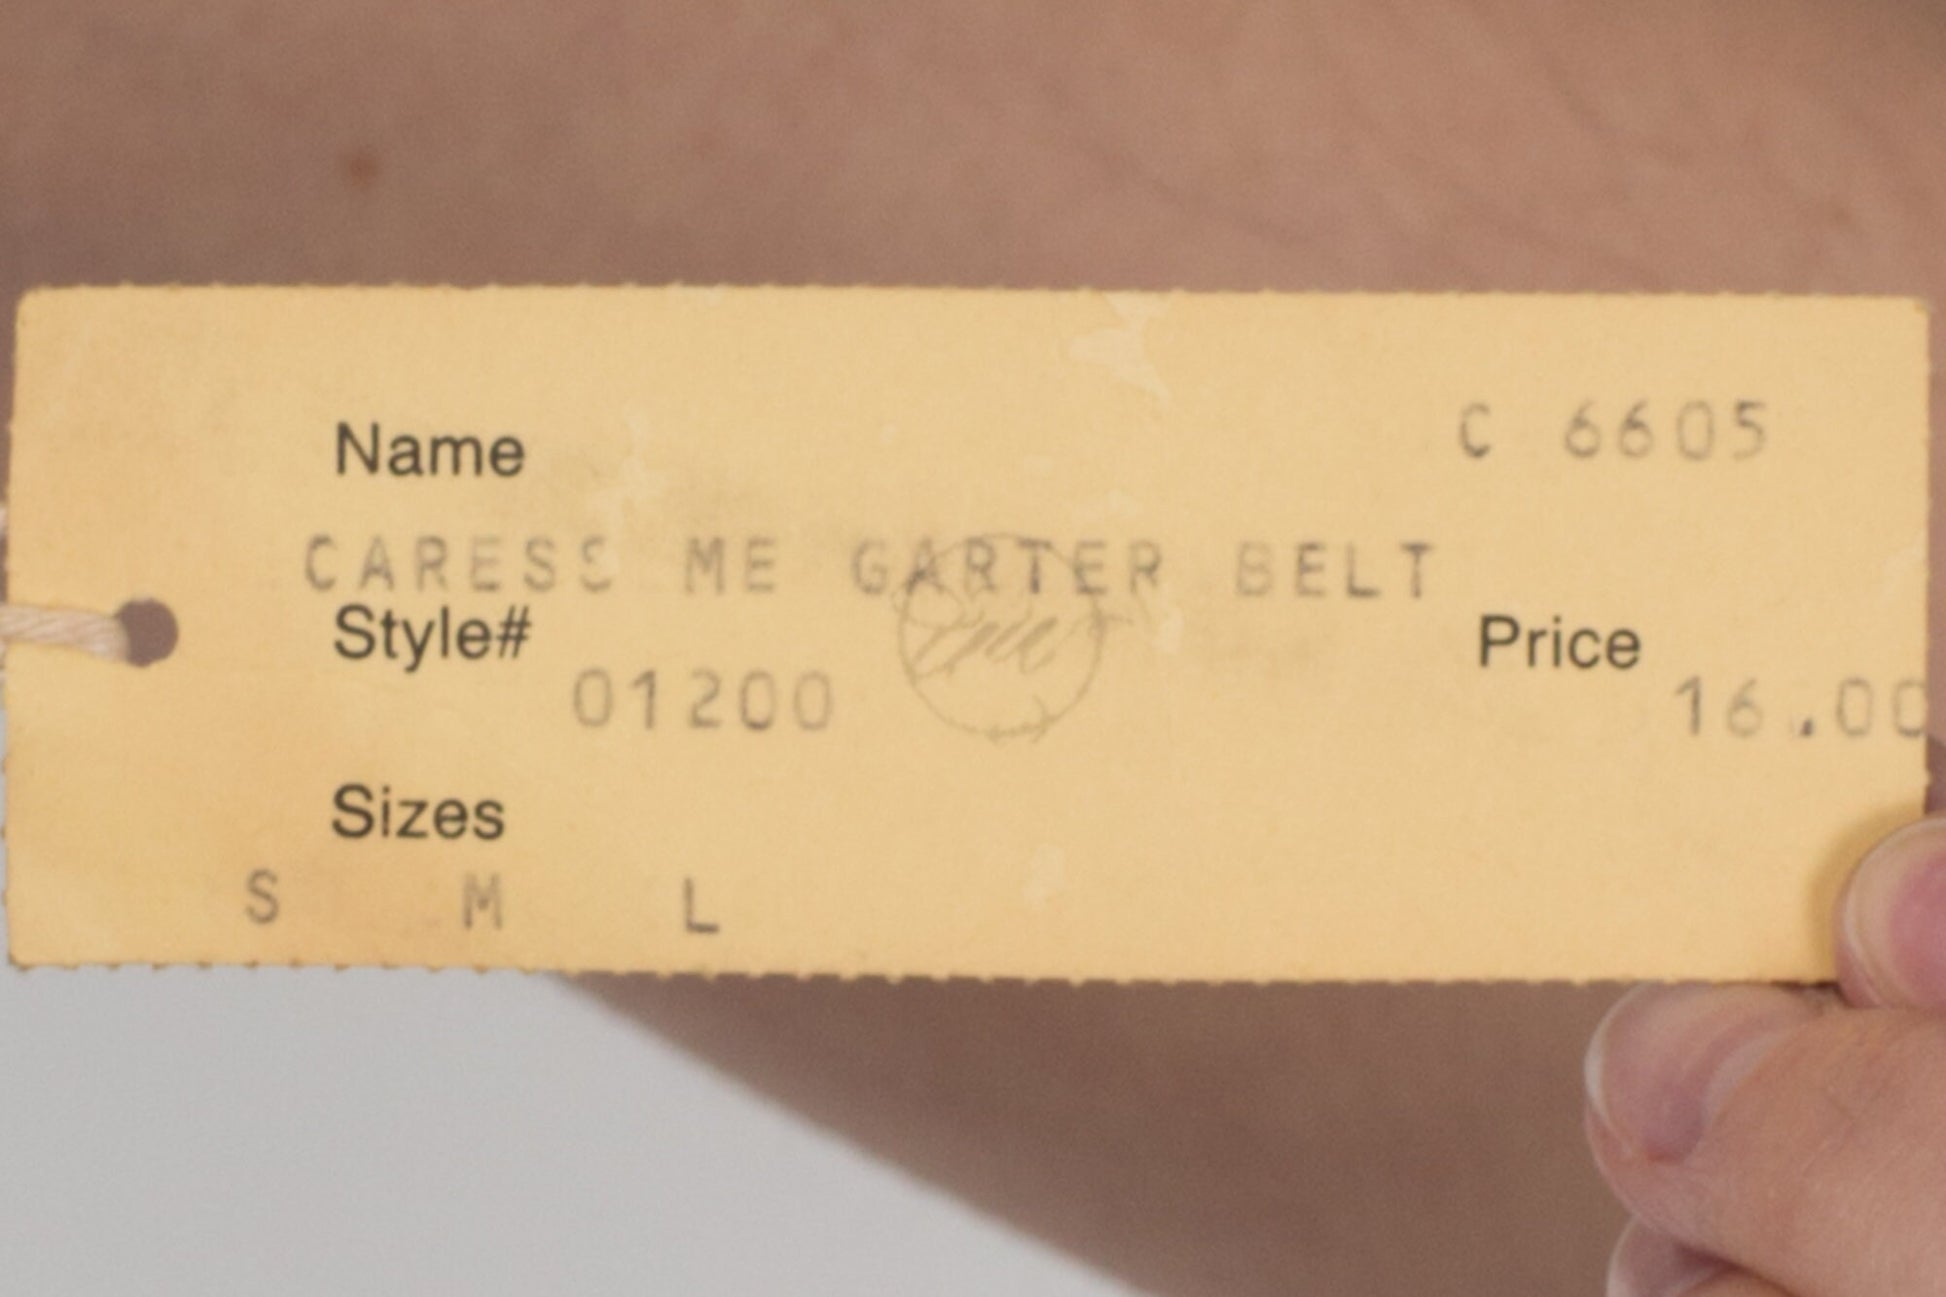 Name
C 6605
CARESS ME GARTER BELT
Style#
01200
Price
16.00
Sizes
S M L